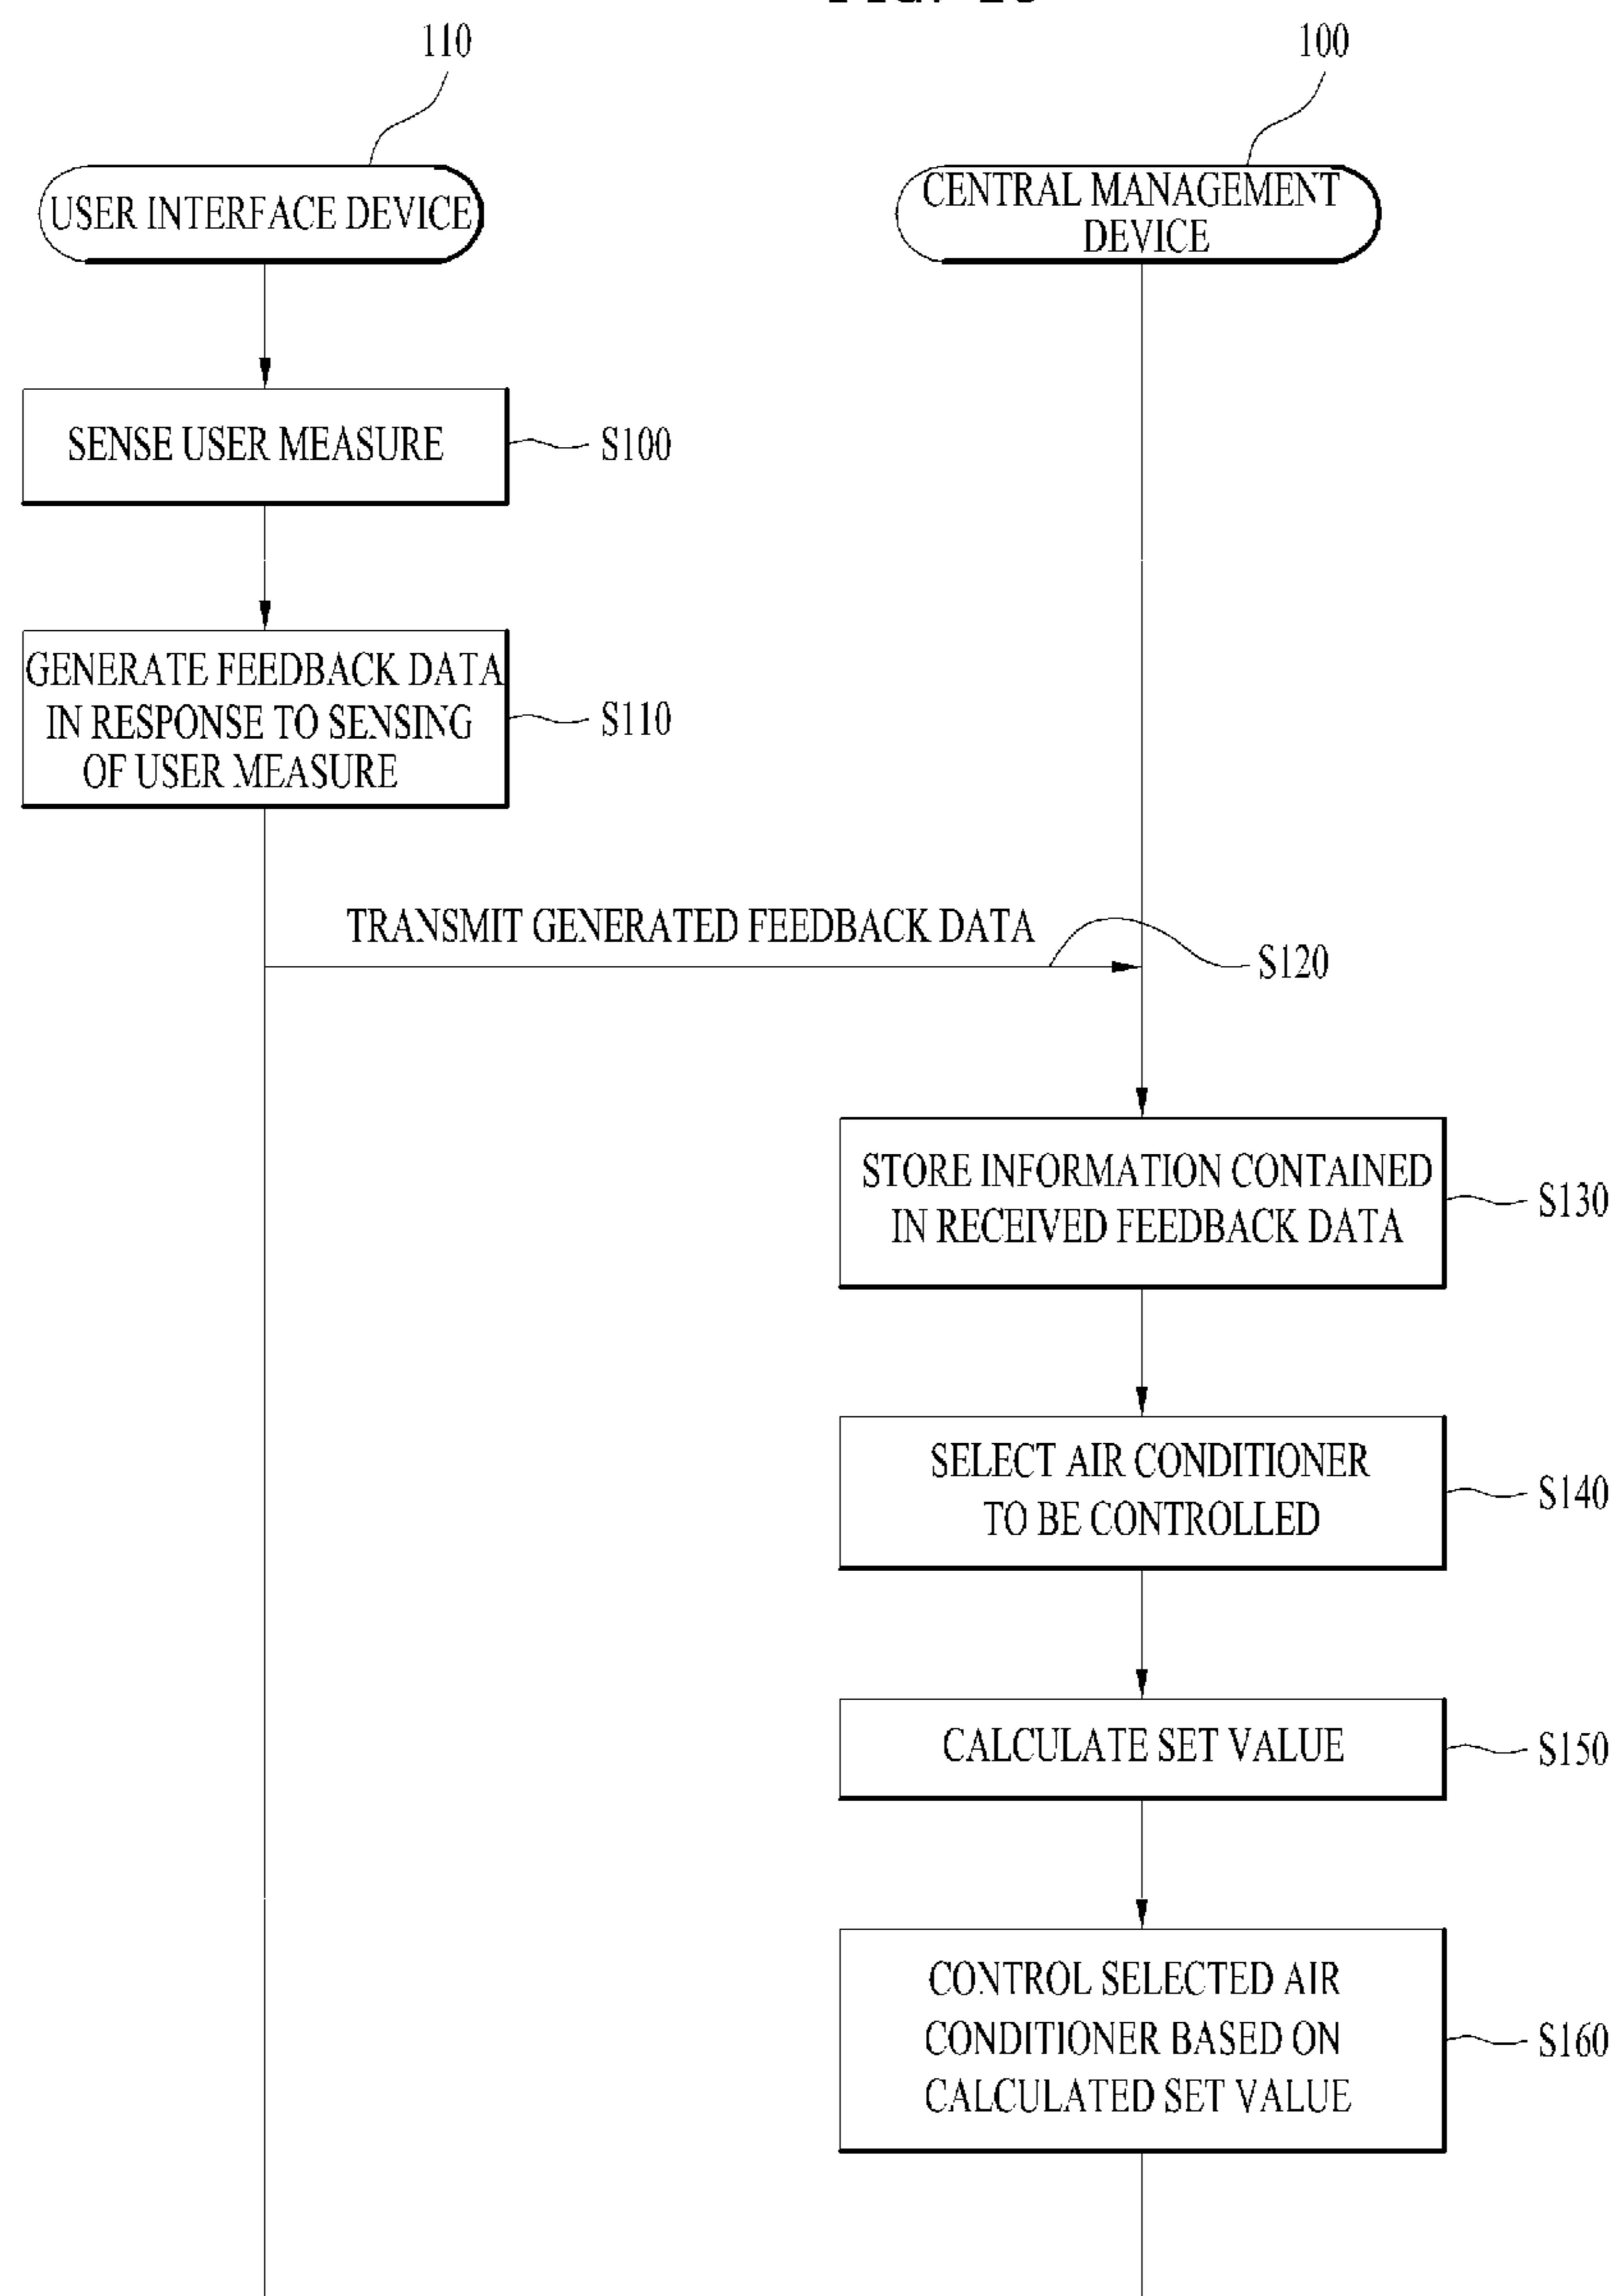 110
100
USER INTERFACE DEVICE
CENTRAL MANAGEMENT
DEVICE
SENSE USER MEASURE
S100
GENERATE FEEDBACK DATA
IN RESPONSE TO SENSING
OF USER MEASURE
S110
TRANSMIT GENERATED FEEDBACK DATA
S120
STORE INFORMATION CONTAINED
IN RECEIVED FEEDBACK DATA
S130
SELECT AIR CONDITIONER
TO BE CONTROLLED
S140
CALCULATE SET VALUE
S150
CONTROL SELECTED AIR
CONDITIONER BASED ON
CALCULATED SET VALUE
S160